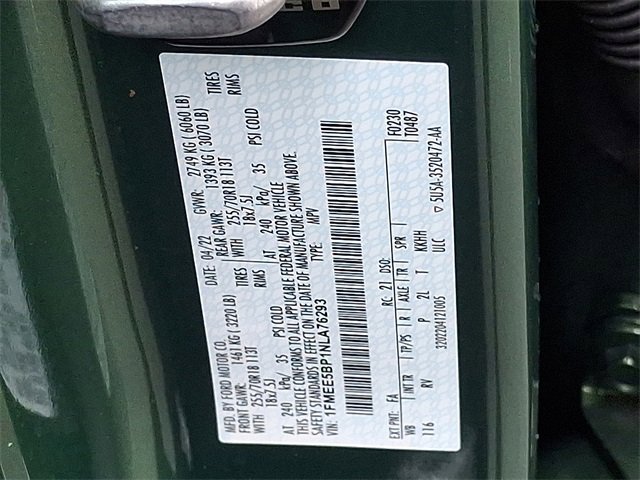 MFD. BY FORD MOTOR CO.
DATE: 04/22 GVWR: 2749 KG ( 6060 LB)
FRONT GAWR: 1461 KG ( 3220 LB) REAR GAWR: 1393 KG ( 3070 LB)
WITH 255/70R18 113T TIRES WITH 255/70R18 113T TIRES
18x7.5J RIMS 18x7.5J RIMS
AT 240 kPa/ 35 PSI COLD AT 240 kPa/ 35 PSI COLD
THIS VEHICLE CONFORMS TO ALL APPLICABLE FEDERAL MOTOR VEHICLE
SAFETY STANDARDS IN EFFECT ON THE DATE OF MANUFACTURE SHOWN ABOVE.
VIN: 1FMEE5BP1NLA76293 TYPE: MPV
EXT PNT: FA RC: 21 DSO: F0230
WB INT TR TP/PS R AXLE TR SPR T0487
116 RV P 2L T KKHH
3202204121005 ULC ▽ 5U5A-3520472-AA